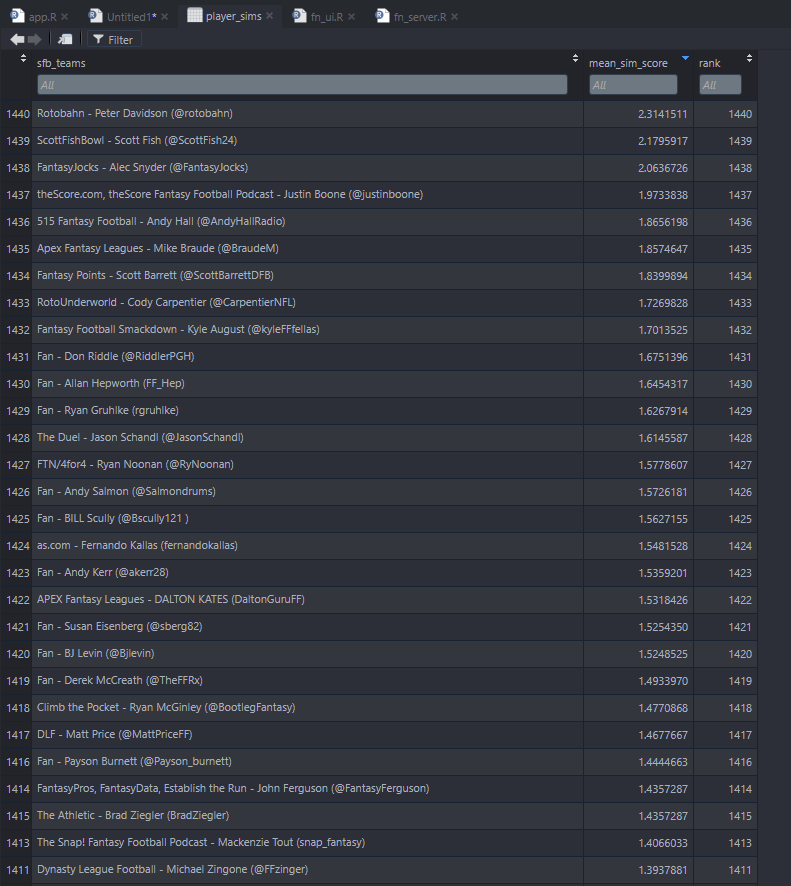 app.R
Untitled1*
player_sims
fn_ui.R
fn_server.R
Filter
sfb_teams mean_sim_score rank
All All All
1440 Rotobahn - Peter Davidson (@rotobahn) 2.3141511 1440
1439 ScottFishBowl - Scott Fish (@ScottFish24) 2.1795917 1439
1438 FantasyJocks - Alec Snyder (@FantasyJocks) 2.0636726 1438
1437 theScore.com, theScore Fantasy Football Podcast - Justin Boone (@justinboone) 1.9733838 1437
1436 515 Fantasy Football - Andy Hall (@AndyHallRadio) 1.8656198 1436
1435 Apex Fantasy Leagues - Mike Braude (@BraudeM) 1.8574647 1435
1434 Fantasy Points - Scott Barrett (@ScottBarrettDFB) 1.8399894 1434
1433 RotoUnderworld - Cody Carpentier (@CarpentierNFL) 1.7269828 1433
1432 Fantasy Football Smackdown - Kyle August (@kyleFFfellas) 1.7013525 1432
1431 Fan - Don Riddle (@RiddlerPGH) 1.6751396 1431
1430 Fan - Allan Hepworth (FF_Hep) 1.6454317 1430
1429 Fan - Ryan Gruhlke (rgruhlke) 1.6267914 1429
1428 The Duel - Jason Schandl (@JasonSchandl) 1.6145587 1428
1427 FTN/4for4 - Ryan Noonan (@RyNoonan) 1.5778607 1427
1426 Fan - Andy Salmon (@Salmondrums) 1.5726181 1426
1425 Fan - BILL Scully (@Bscully121 ) 1.5627155 1425
1424 as.com - Fernando Kallas (fernandokallas) 1.5481528 1424
1423 Fan - Andy Kerr (@akerr28) 1.5359201 1423
1422 APEX Fantasy Leagues - DALTON KATES (DaltonGuruFF) 1.5318426 1422
1421 Fan - Susan Eisenberg (@sberg82) 1.5254350 1421
1420 Fan - BJ Levin (@Bjlevin) 1.5248525 1420
1419 Fan - Derek McCreath (@TheFFRx) 1.4933970 1419
1418 Climb the Pocket - Ryan McGinley (@BootlegFantasy) 1.4770868 1418
1417 DLF - Matt Price (@MattPriceFF) 1.4677667 1417
1416 Fan - Payson Burnett (@Payson_burnett) 1.4444663 1416
1414 FantasyPros, FantasyData, Establish the Run - John Ferguson (@FantasyFerguson) 1.4357287 1414
1415 The Athletic - Brad Ziegler (BradZiegler) 1.4357287 1415
1413 The Snap! Fantasy Football Podcast - Mackenzie Tout (snap_fantasy) 1.4066033 1413
1411 Dynasty League Football - Michael Zingone (@FFzinger) 1.3937881 1411